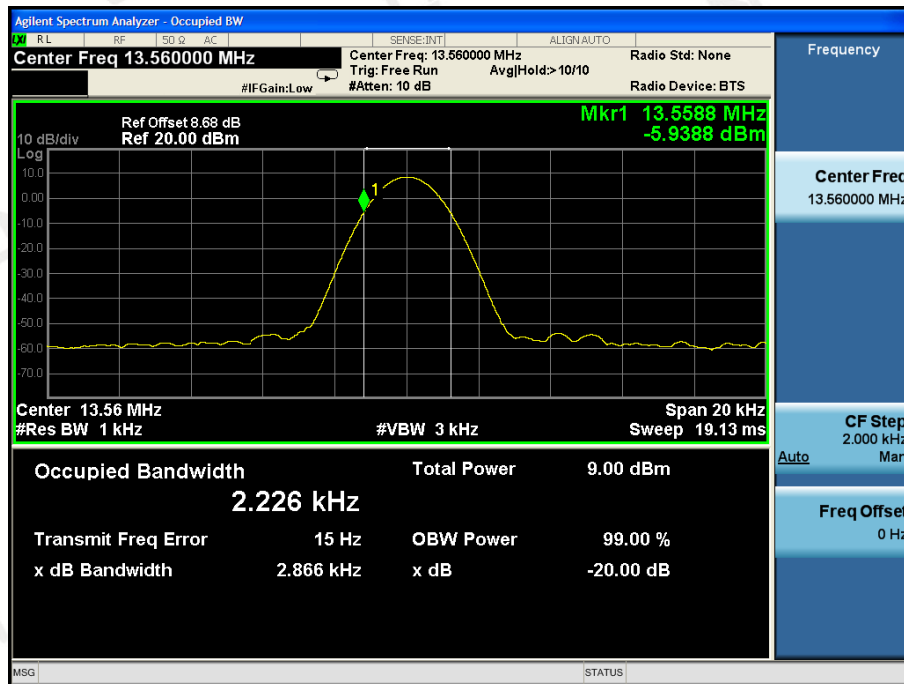 Agilent Spectrum Analyzer - Occupied BW
LXI RL RF 50 Ω AC SENSE:INT ALIGN AUTO
Center Freq 13.560000 MHz
Center Freq: 13.560000 MHz Radio Std: None
Trig: Free Run Avg|Hold:>10/10
#IFGain:Low #Atten: 10 dB Radio Device: BTS
Frequency
Mkr1 13.5588 MHz
-5.9388 dBm
Ref Offset 8.68 dB
10 dB/div Ref 20.00 dBm
Log
10.0
0.00
-10.0
-20.0
-30.0
-40.0
-50.0
-60.0
-70.0
1
Center 13.56 MHz Span 20 kHz
#Res BW 1 kHz #VBW 3 kHz Sweep 19.13 ms
Occupied Bandwidth Total Power 9.00 dBm
2.226 kHz
Transmit Freq Error 15 Hz OBW Power 99.00 %
x dB Bandwidth 2.866 kHz x dB -20.00 dB
Center Freq
13.560000 MHz
CF Step
2.000 kHz
Auto Man
Freq Offset
0 Hz
MSG STATUS